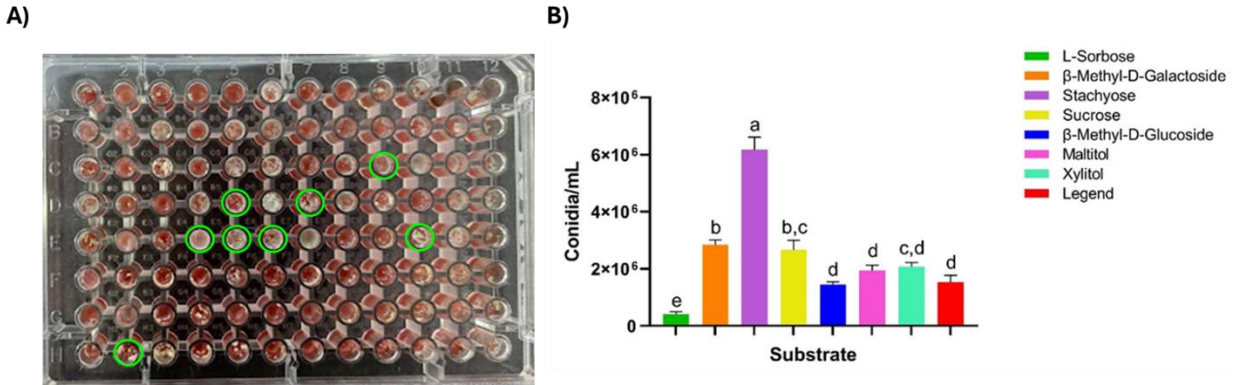 A)
B)
2 3 4 5 6 7 8 9 10 11 12
A
B
C
D
E
F
G
H
8×10⁶
6×10⁶
4×10⁶
2×10⁶
0
Conidia/mL
e
b
a
b,c
d
d
c,d
d
Substrate
L-Sorbose
β-Methyl-D-Galactoside
Stachyose
Sucrose
β-Methyl-D-Glucoside
Maltitol
Xylitol
Legend